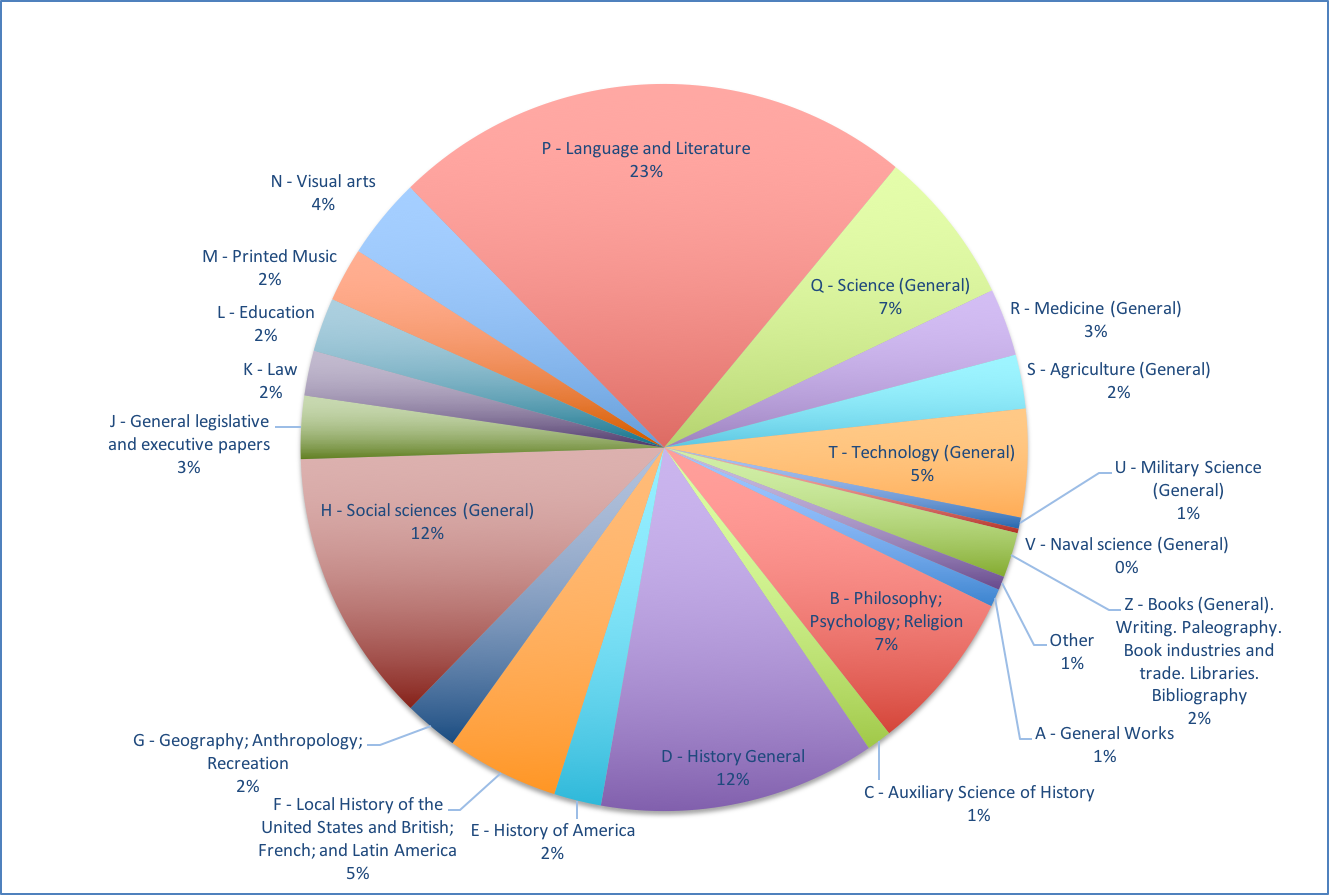 P - Language and Literature
23%
Q - Science (General)
7%
R - Medicine (General)
3%
S - Agriculture (General)
2%
T - Technology (General)
5%
U - Military Science
(General)
1%
V - Naval science (General)
0%
Z - Books (General).
Writing. Paleography.
Book industries and
trade. Libraries.
Bibliography
2%
Other
1%
A - General Works
1%
B - Philosophy;
Psychology; Religion
7%
C - Auxiliary Science of History
1%
D - History General
12%
E - History of America
2%
F - Local History of the
United States and British;
French; and Latin America
5%
G - Geography; Anthropology;
Recreation
2%
H - Social sciences (General)
12%
J - General legislative
and executive papers
3%
K - Law
2%
L - Education
2%
M - Printed Music
2%
N - Visual arts
4%